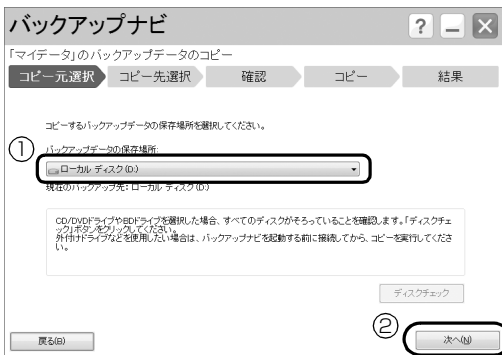 バックアップナビ
「マイデータ」のバックアップデータのコピー
コピー元選択 コピー先選択 確認 コピー 結果
コピーするバックアップデータの保存場所を選択してください。
① バックアップデータの保存場所:
ローカル ディスク(D:)
現在のバックアップ先: ローカル ディスク(D:)
CD/DVDドライブやBDドライブを選択した場合、すべてのディスクがそろっていることを確認します。「ディスクチェ
ック」ボタンをクリックしてください。
外付けドライブなどを使用したい場合は、バックアップナビを起動する前に接続してから、コピーを実行してくださ
い。
ディスクチェック
②
戻る(B) 次へ(N)